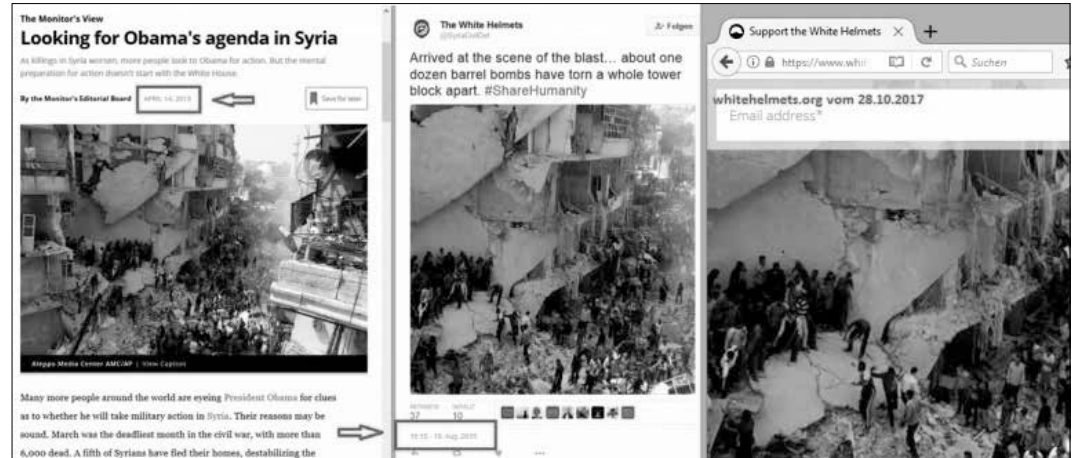 The Monitor's View
Looking for Obama's agenda in Syria
As killings in Syria worsen, more people look to Obama for action. But the mental
preparation for action doesn't start with the White House.
By the Monitor's Editorial Board
APRIL 14, 2013
Save for later
Aleppo Media Center AMC/AP | View Caption
Many more people around the world are eyeing President Obama for clues
as to whether he will take military action in Syria. Their reasons may be
sound. March was the deadliest month in the civil war, with more than
6,000 dead. A fifth of Syrians have fled their homes, destabilizing the
The White Helmets
@SyriaCivilDef
Folgen
Arrived at the scene of the blast... about one
dozen barrel bombs have torn a whole tower
block apart. #ShareHumanity
RETWEETS
37
10
Aug. 2015
Support the White Helmets
https://www.whi
Suchen
whitehelmets.org vom 28.10.2017
Email address*